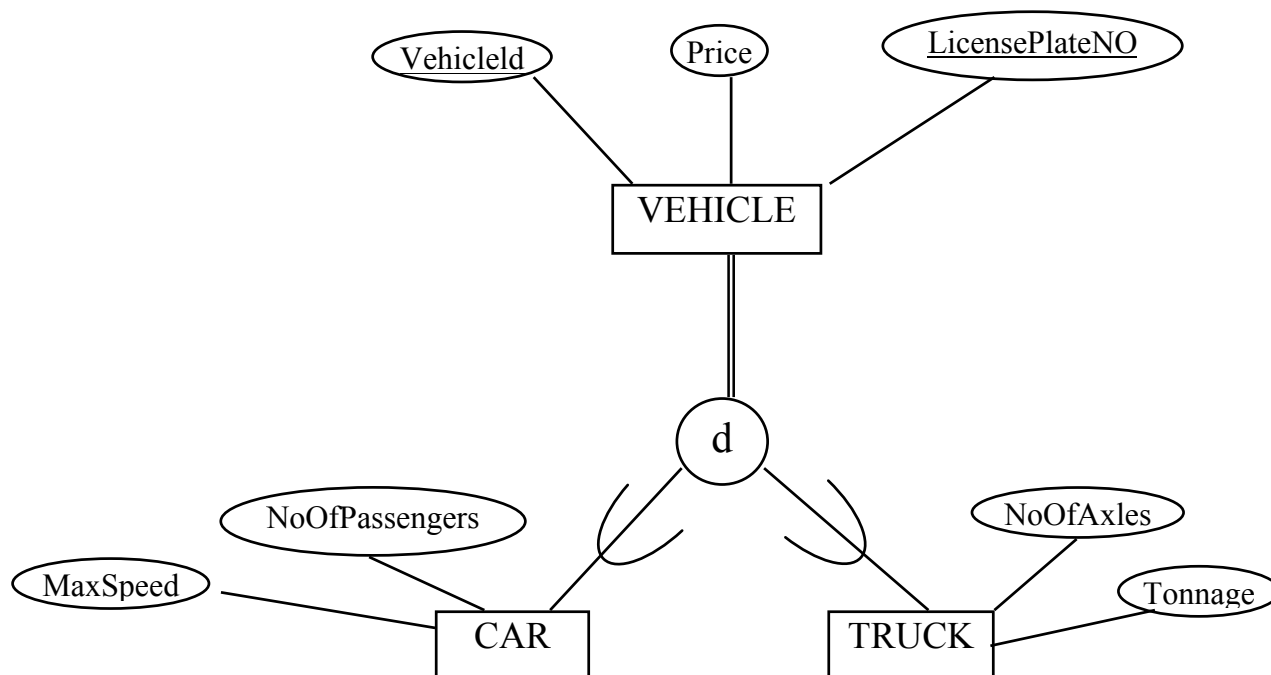 VehicleId
Price
LicensePlateNO
VEHICLE
d
NoOfPassengers
NoOfAxles
MaxSpeed
Tonnage
CAR
TRUCK